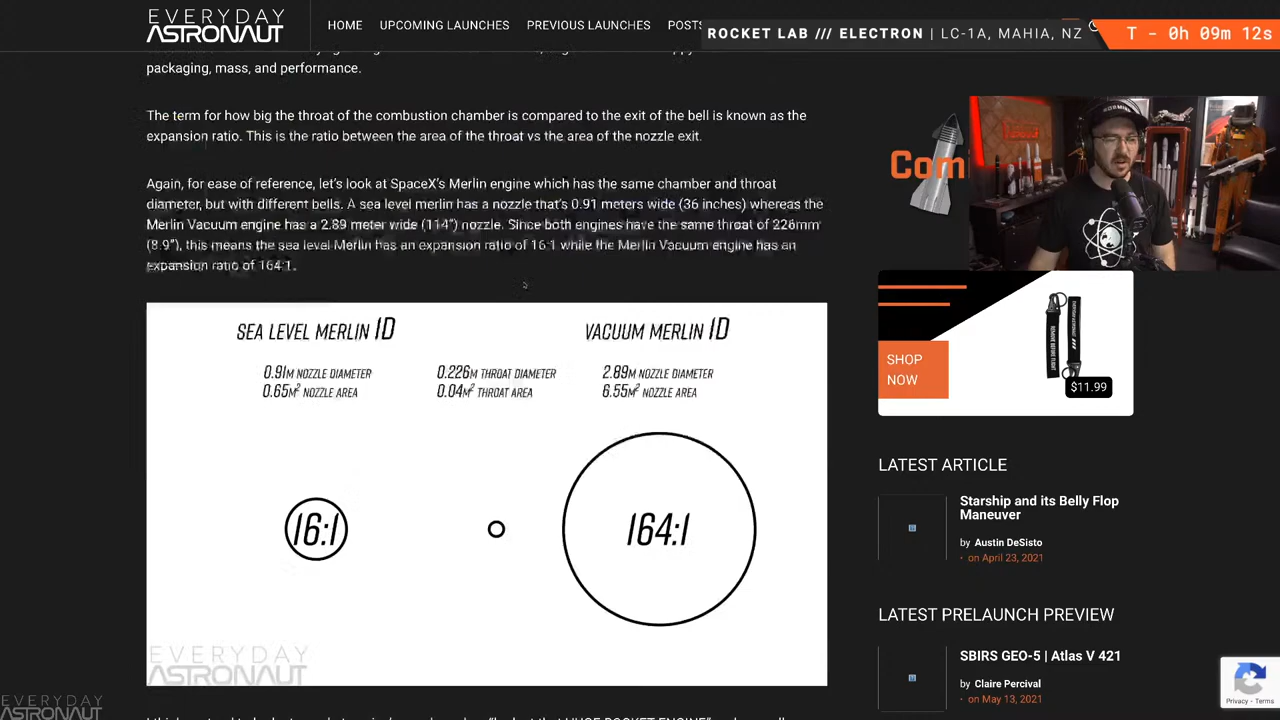 EVERYDAY
ASTRONAUT
HOME
UPCOMING LAUNCHES
PREVIOUS LAUNCHES
POSTS
ROCKET LAB /// ELECTRON | LC-1A, MAHIA, NZ
T - 0h 09m 12s
packaging, mass, and performance.
The term for how big the throat of the combustion chamber is compared to the exit of the bell is known as the
expansion ratio. This is the ratio between the area of the throat vs the area of the nozzle exit.
Again, for ease of reference, let's look at SpaceX's Merlin engine which has the same chamber and throat
diameter, but with different bells. A sea level merlin has a nozzle that's 0.91 meters wide (36 inches) whereas the
Merlin Vacuum engine has a 2.89 meter wide (114") nozzle. Since both engines have the same throat of 226mm
(8.9"), this means the sea level Merlin has an expansion ratio of 16:1 while the Merlin Vacuum engine has an
expansion ratio of 164:1.
SEA LEVEL MERLIN 1D
VACUUM MERLIN 1D
0.91M NOZZLE DIAMETER
0.65M² NOZZLE AREA
0.226M THROAT DIAMETER
0.04M² THROAT AREA
2.89M NOZZLE DIAMETER
6.55M² NOZZLE AREA
16:1
164:1
EVERYDAY
ASTRONAUT
Com
SHOP
NOW
$11.99
LATEST ARTICLE
Starship and its Belly Flop
Maneuver
by Austin DeSisto
• on April 23, 2021
LATEST PRELAUNCH PREVIEW
SBIRS GEO-5 | Atlas V 421
by Claire Percival
• on May 13, 2021
Privacy - Terms
EVERYDAY
ASTRONAUT